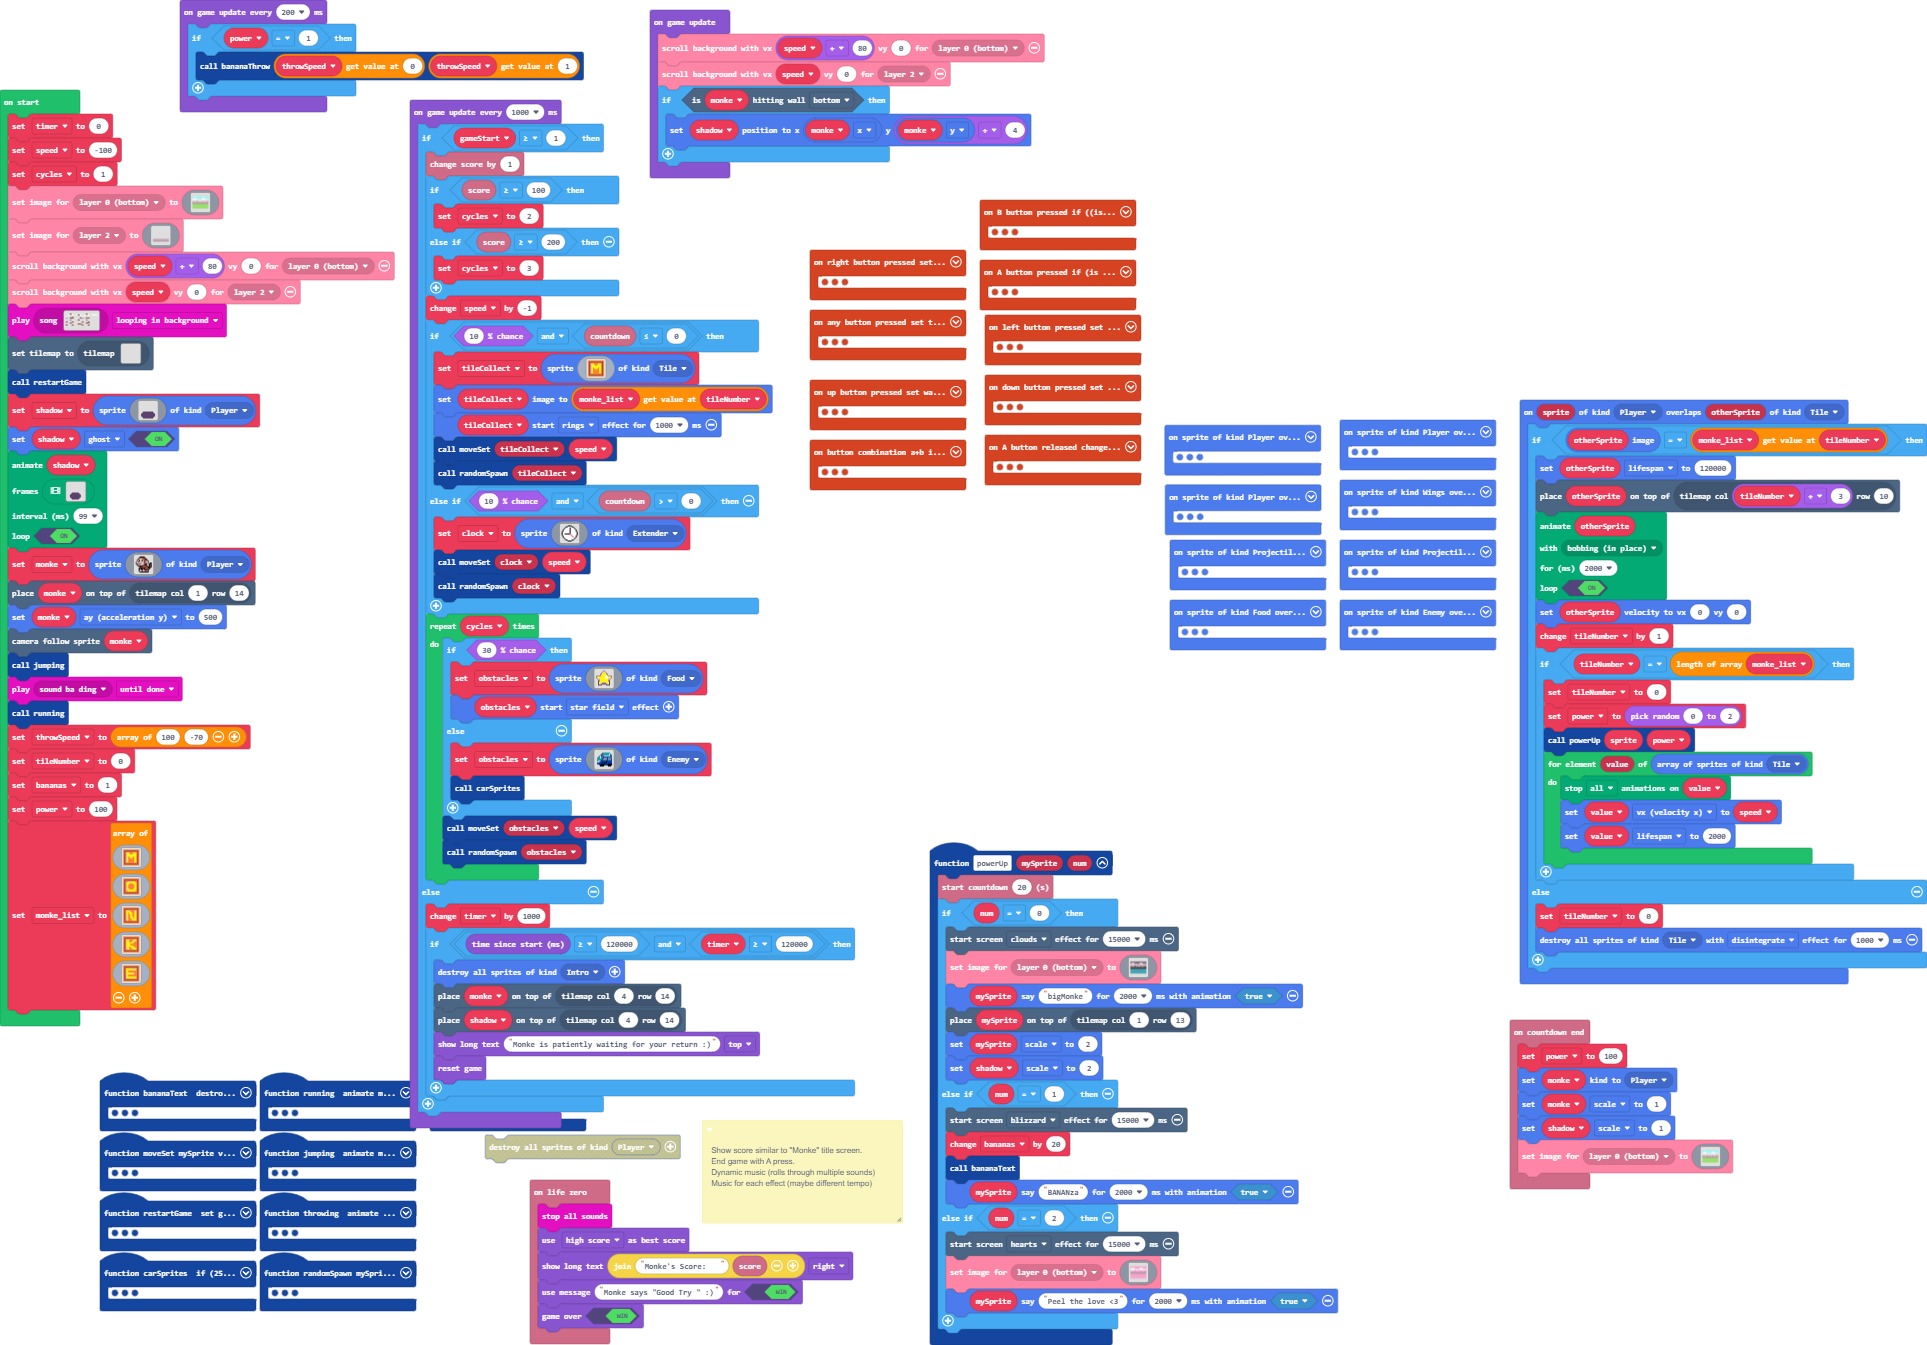 on game update every 200 ms
if power = 1 then
call bananaThrow throwSpeed get value at 0 throwSpeed get value at 1
on game update
scroll background with vx speed + 80 vy 0 for layer 0 (bottom)
scroll background with vx speed vy 0 for layer 2
if is monke hitting wall bottom then
set shadow position to x monke x y monke y + 4
on start
set timer to 0
set speed to -100
set cycles to 1
set image for layer 0 (bottom) to
set image for layer 2 to
scroll background with vx speed + 80 vy 0 for layer 0 (bottom)
scroll background with vx speed vy 0 for layer 2
play song looping in background
set tilemap to tilemap
call restartGame
set shadow to sprite of kind Player
set shadow ghost ON
animate shadow
frames
interval (ms) 99
loop ON
set monke to sprite of kind Player
place monke on top of tilemap col 1 row 14
set monke ay (acceleration y) to 500
camera follow sprite monke
call jumping
play sound ba ding until done
call running
set throwSpeed to array of 100 -70
set tileNumber to 0
set bananas to 1
set power to 100
array of
M
O
N
K
E
set monke_list to
on game update every 1000 ms
if gameStart ≥ 1 then
change score by 1
if score ≥ 100 then
set cycles to 2
else if score ≥ 200 then
set cycles to 3
change speed by -1
if 10 % chance and countdown ≤ 0 then
set tileCollect to sprite M of kind Tile
set tileCollect image to monke_list get value at tileNumber
tileCollect start rings effect for 1000 ms
call moveSet tileCollect speed
call randomSpawn tileCollect
else if 10 % chance and countdown > 0 then
set clock to sprite of kind Extender
call moveSet clock speed
call randomSpawn clock
repeat cycles times
do if 30 % chance then
set obstacles to sprite of kind Food
obstacles start star field effect
else
set obstacles to sprite of kind Enemy
call carSprites
call moveSet obstacles speed
call randomSpawn obstacles
else
change timer by 1000
if time since start (ms) ≥ 120000 and timer ≥ 120000 then
destroy all sprites of kind Intro
place monke on top of tilemap col 4 row 14
place shadow on top of tilemap col 4 row 14
show long text "Monke is patiently waiting for your return :)" top
reset game
on B button pressed if ((is...
on right button pressed set...
on A button pressed if (is ...
on any button pressed set t...
on left button pressed set ...
on up button pressed set wa...
on down button pressed set ...
on button combination a+b i...
on A button released change...
on sprite of kind Player ov...
on sprite of kind Player ov...
on sprite of kind Player ov...
on sprite of kind Wings ove...
on sprite of kind Projectil...
on sprite of kind Projectil...
on sprite of kind Food over...
on sprite of kind Enemy ove...
on sprite of kind Player overlaps otherSprite of kind Tile
if otherSprite image = monke_list get value at tileNumber then
set otherSprite lifespan to 120000
place otherSprite on top of tilemap col tileNumber + 3 row 10
animate otherSprite
with bobbing (in place)
for (ms) 2000
loop ON
set otherSprite velocity to vx 0 vy 0
change tileNumber by 1
if tileNumber = length of array monke_list then
set tileNumber to 0
set power to pick random 0 to 2
call powerUp sprite power
for element value of array of sprites of kind Tile
do stop all animations on value
set value vx (velocity x) to speed
set value lifespan to 2000
else
set tileNumber to 0
destroy all sprites of kind Tile with disintegrate effect for 1000 ms
function powerUp mySprite num
start countdown 20 (s)
if num = 0 then
start screen clouds effect for 15000 ms
set image for layer 0 (bottom) to
mySprite say "bigMonke" for 2000 ms with animation true
place mySprite on top of tilemap col 1 row 13
set mySprite scale to 2
set shadow scale to 2
else if num = 1 then
start screen blizzard effect for 15000 ms
change bananas by 20
call bananaText
mySprite say "BANANza" for 2000 ms with animation true
else if num = 2 then
start screen hearts effect for 15000 ms
set image for layer 0 (bottom) to
mySprite say "Peel the love <3" for 2000 ms with animation true
on countdown end
set power to 100
set monke kind to Player
set monke scale to 1
set shadow scale to 1
set image for layer 0 (bottom) to
function bananaText destro...
function running animate m...
function moveSet mySprite v...
function jumping animate m...
function restartGame set g...
function throwing animate ...
function carSprites if (25...
function randomSpawn mySpri...
destroy all sprites of kind Player
Show score similar to "Monke" title screen.
End game with A press.
Dynamic music (rolls through multiple sounds)
Music for each effect (maybe different tempo)
on life zero
stop all sounds
use high score as best score
show long text join "Monke's Score: " score right
use message "Monke says "Good Try " :)" for WIN
game over WIN